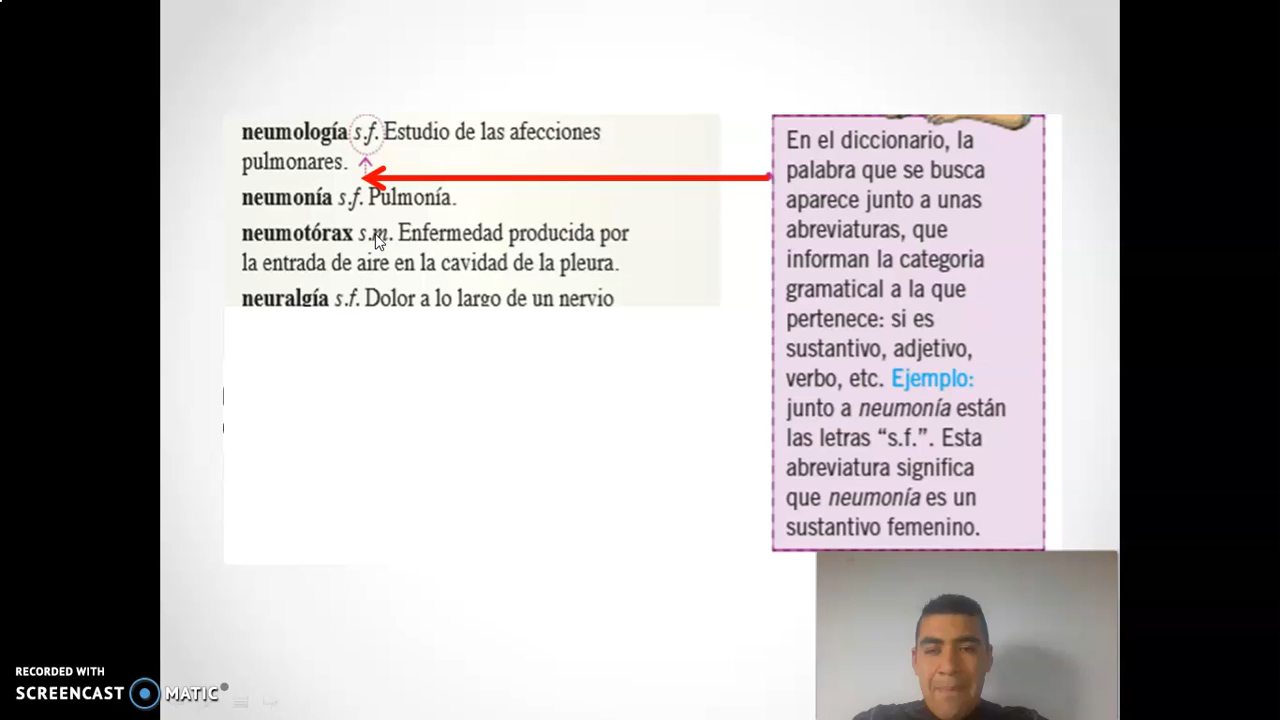 neumología s.f. Estudio de las afecciones
pulmonares.
neumonía s.f. Pulmonía.
neumotórax s.m. Enfermedad producida por
la entrada de aire en la cavidad de la pleura.
neuralgía s.f. Dolor a lo largo de un nervio
En el diccionario, la
palabra que se busca
aparece junto a unas
abreviaturas, que
informan la categoria
gramatical a la que
pertenece: si es
sustantivo, adjetivo,
verbo, etc. Ejemplo:
junto a neumonía están
las letras “s.f.”. Esta
abreviatura significa
que neumonía es un
sustantivo femenino.
RECORDED WITH
SCREENCAST MATIC